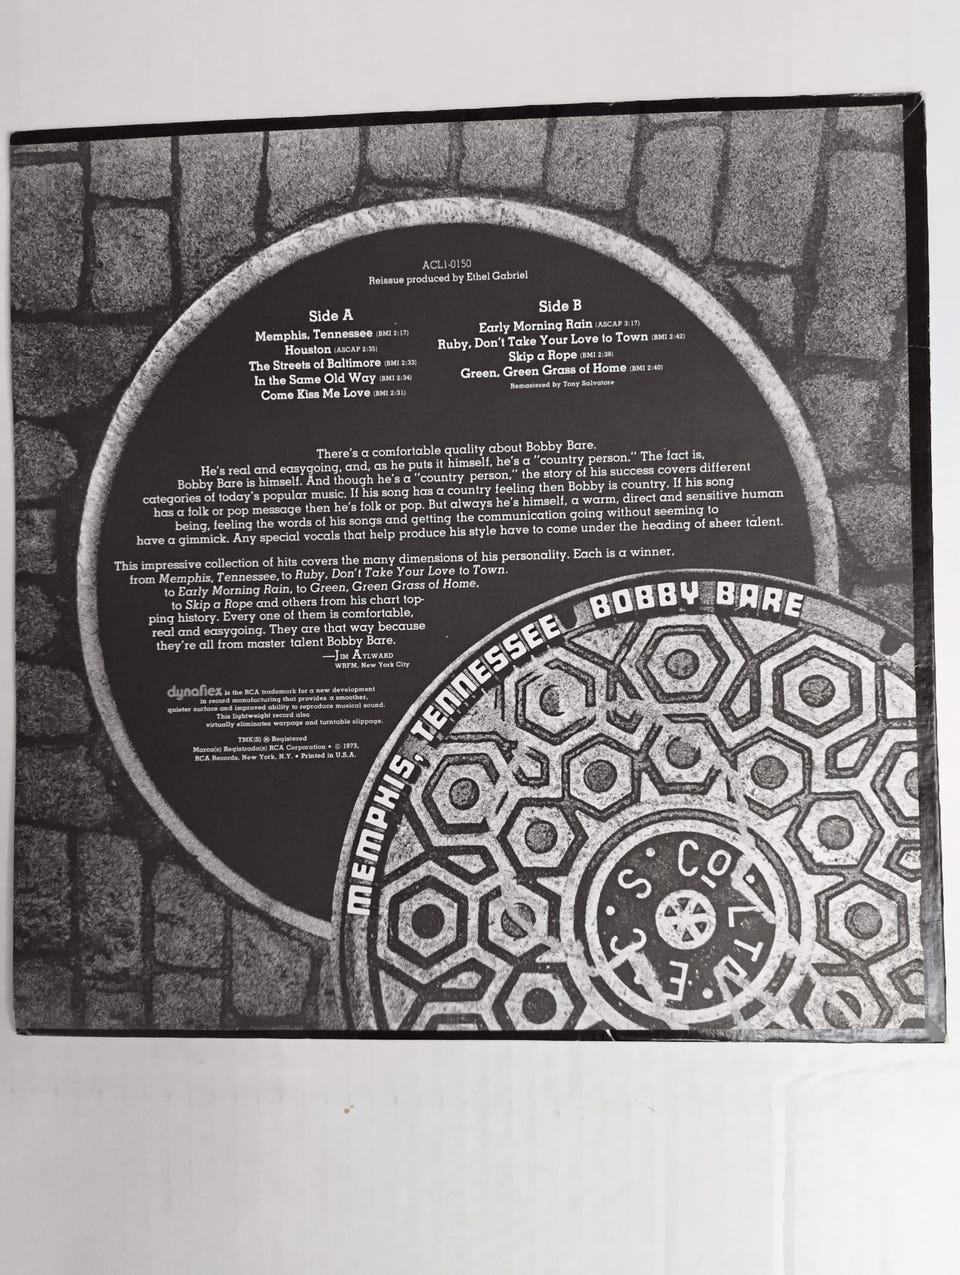 ACL1-0150
Reissue produced by Ethel Gabriel
Side A
Memphis, Tennessee (BMI 2:17)
Houston (ASCAP 2:35)
The Streets of Baltimore (BMI 2:33)
In the Same Old Way (BMI 2:34)
Come Kiss Me Love (BMI 2:31)
Side B
Early Morning Rain (ASCAP 3:17)
Ruby, Don't Take Your Love to Town (BMI 2:42)
Skip a Rope (BMI 2:38)
Green, Green Grass of Home (BMI 2:40)
Remastered by Tony Salvatore
There's a comfortable quality about Bobby Bare.
He's real and easygoing, and, as he puts it himself, he's a "country person." The fact is,
Bobby Bare is himself. And though he's a "country person," the story of his success covers different
categories of today's popular music. If his song has a country feeling then Bobby is country. If his song
has a folk or pop message then he's folk or pop. But always he's himself, a warm, direct and sensitive human
being, feeling the words of his songs and getting the communication going without seeming to
have a gimmick. Any special vocals that help produce his style have to come under the heading of sheer talent.
This impressive collection of hits covers the many dimensions of his personality. Each is a winner,
from Memphis, Tennessee, to Ruby, Don't Take Your Love to Town.
to Early Morning Rain, to Green, Green Grass of Home,
to Skip a Rope and others from his chart top-
ping history. Every one of them is comfortable,
real and easygoing. They are that way because
they're all from master talent Bobby Bare.
—JIM AYLWARD
WRFM, New York City
dynaflex is the RCA trademark for a new development
in record manufacturing that provides a smoother,
quieter surface and improved ability to reproduce musical sound.
This lightweight record also
virtually eliminates warpage and turntable slippage.
TMK(S) ® Registered
Marca(s) Registrada(s) RCA Corporation • © 1973,
RCA Records, New York, N.Y. • Printed in U.S.A.
MEMPHIS, TENNESSEE BOBBY BARE